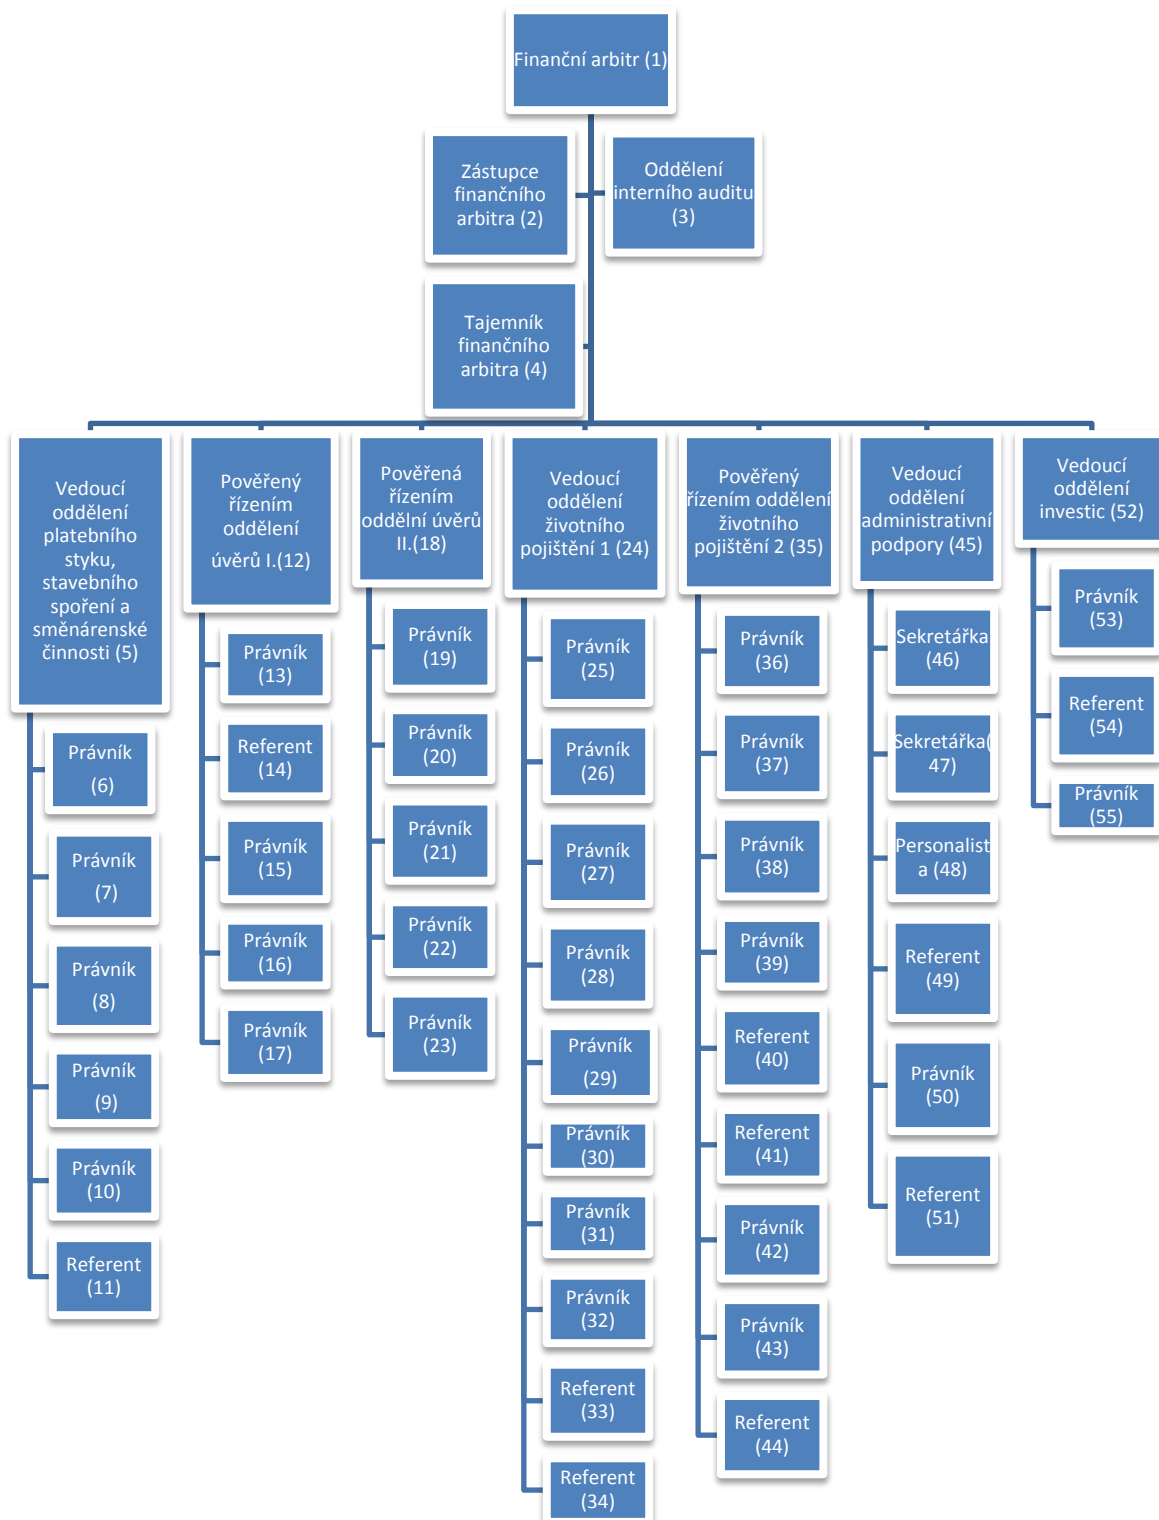 Finanční arbitr (1)
Zástupce
finančního
arbitra (2)
Oddělení
interního auditu
(3)
Tajemník
finančního
arbitra (4)
Vedoucí
oddělení
platebního
styku,
stavebního
spoření a
směnárenské
činnosti (5)
Právník
(6)
Právník
(7)
Právník
(8)
Právník
(9)
Právník
(10)
Referent
(11)
Pověřený
řízením
oddělení
úvěrů I.(12)
Právník
(13)
Referent
(14)
Právník
(15)
Právník
(16)
Právník
(17)
Pověřená
řízením
oddělní úvěrů
II.(18)
Právník
(19)
Právník
(20)
Právník
(21)
Právník
(22)
Právník
(23)
Vedoucí
oddělení
životního
pojištění 1 (24)
Právník
(25)
Právník
(26)
Právník
(27)
Právník
(28)
Právník
(29)
Právník
(30)
Právník
(31)
Právník
(32)
Referent
(33)
Referent
(34)
Pověřený
řízením oddělení
životního
pojištění 2 (35)
Právník
(36)
Právník
(37)
Právník
(38)
Právník
(39)
Referent
(40)
Referent
(41)
Právník
(42)
Právník
(43)
Referent
(44)
Vedoucí
oddělení
administrativní
podpory (45)
Sekretářka
(46)
Sekretářka(
47)
Personalist
a (48)
Referent
(49)
Právník
(50)
Referent
(51)
Vedoucí
oddělení
investic (52)
Právník
(53)
Referent
(54)
Právník
(55)